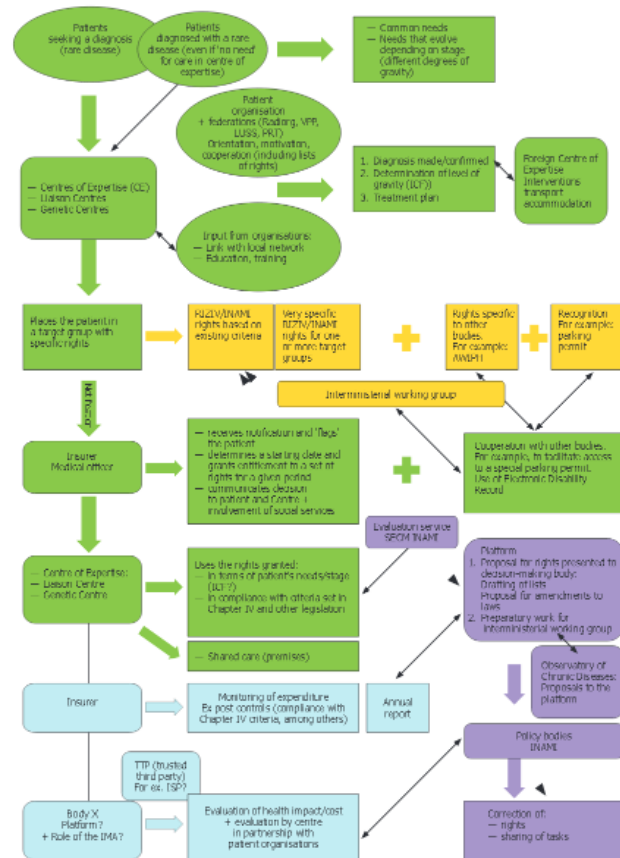 Patients
seeking a diagnosis
(rare disease)
Patients
diagnosed with a rare
disease (even if 'no need'
for care in centre of
expertise)
— Common needs
— Needs that evolve
depending on stage
(different degrees of
gravity)
Patient
organisation
+ federations (Radiorg, VPP,
LUSS, PRT)
Orientation, motivation,
cooperation (including lists
of rights)
— Centres of Expertise (CE)
— Liaison Centres
— Genetic Centres
1. Diagnosis made/confirmed
2. Determination of level of
gravity (ICF))
3. Treatment plan
Foreign Centre of
Expertise
Interventions
transport
accommodation
Input from organisations:
— Link with local network
— Education, training
Places the patient in
a target group with
specific rights
RIZIV/INAMI
rights based on
existing criteria
Very specific
RIZIV/INAMI
rights for one
or more target
groups
Rights specific
to other
bodies.
For example:
AWIPH
Recognition
For example:
parking
permit
Interministerial working group
Insurer
Medical officer
— receives notification and 'flags'
the patient
— determines a starting date and
grants entitlement to a set of
rights for a given period
— communicates decision
to patient and Centre +
involvement of social services
Cooperation with other bodies.
For example, to facilitate access
to a special parking permit.
Use of Electronic Disability
Record
Evaluation service
SECM INAMI
Centre of Expertise:
— Liaison Centre
— Genetic Centre
Uses the rights granted:
— in terms of patient's needs/stage
(ICF?)
— in compliance with criteria set in
Chapter IV and other legislation
Platform
1. Proposal for rights presented to
decision-making body:
Drafting of lists
Proposal for amendments to
laws
2. Preparatory work for
interministerial working group
— Shared care (premises)
Observatory of
Chronic Diseases:
Proposals to the
platform
Insurer
Monitoring of expenditure
Ex post controls (compliance with
Chapter IV criteria, among others)
Annual
report
Policy bodies
INAMI
TTP (trusted
third party)
For ex. ISP?
Body X
Platform?
+ Role of the IMA?
Evaluation of health impact/cost
+ evaluation by centre
in partnership with
patient organisations
Correction of:
— rights
— sharing of tasks